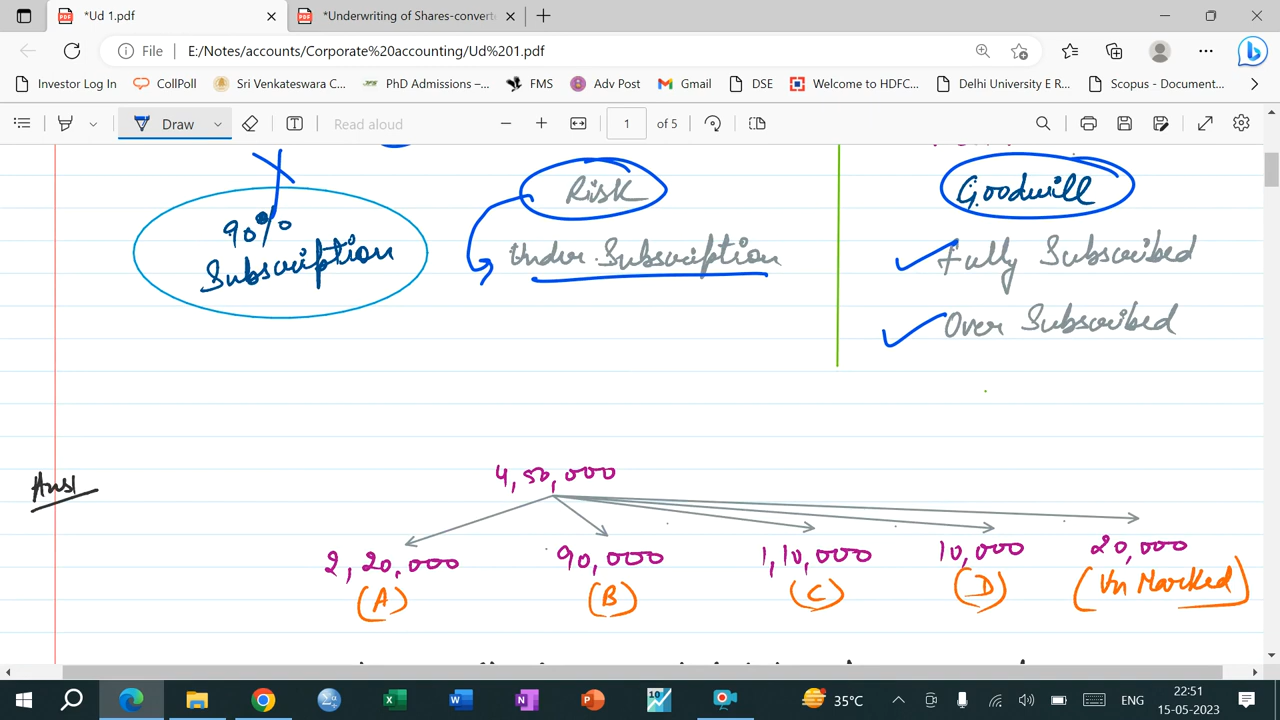 *Ud 1.pdf
*Underwriting of Shares-convert
File
E:/Notes/accounts/Corporate%20accounting/Ud%201.pdf
Investor Log In
CollPoll
Sri Venkateswara C...
PhD Admissions –...
FMS
Adv Post
Gmail
DSE
Welcome to HDFC...
Delhi University E R...
Scopus - Document...
Draw
Read aloud
1
of 5
90%
Subscription
Risk
Under Subscription
Goodwill
Fully Subscribed
Over Subscribed
Ans1
4,50,000
2,20,000
90,000
1,10,000
10,000
20,000
(A)
(B)
(C)
(D)
(Un Marked)
35°C
ENG
22:51
15-05-2023